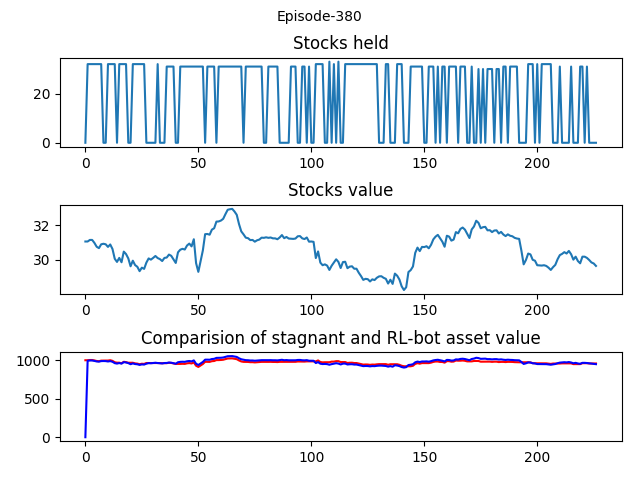 Episode-380
Stocks held
20
0
0 50 100 150 200
Stocks value
32
30
0 50 100 150 200
Comparision of stagnant and RL-bot asset value
1000
500
0
0 50 100 150 200